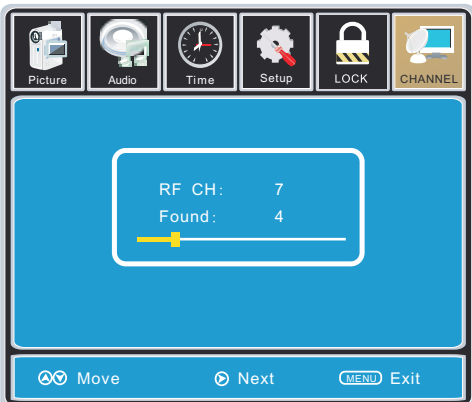 Picture Audio Time Setup LOCK CHANNEL
RF CH: 7
Found: 4
Move Next MENU Exit